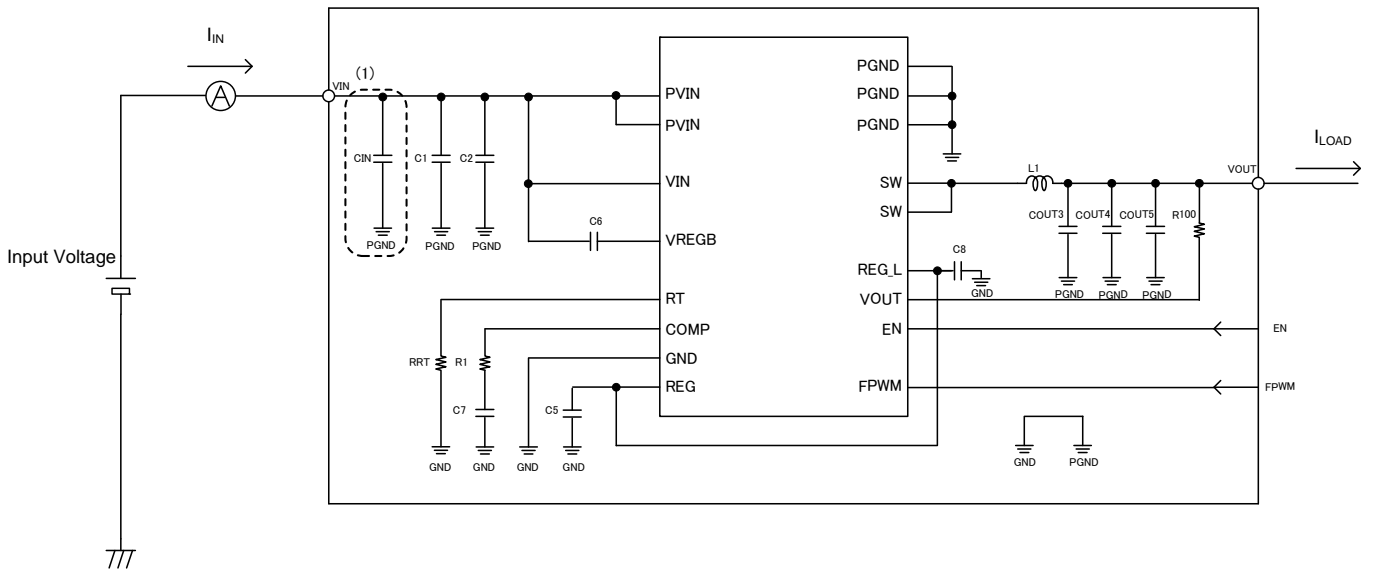 I_IN
A
VIN
(1)
CIN
C1
C2
PGND
PGND
PGND
C6
Input Voltage
PVIN
PVIN
VIN
VREGB
RT
COMP
GND
REG
PGND
PGND
PGND
SW
SW
REG_L
VOUT
EN
FPWM
RRT
R1
C7
C5
GND
GND
GND
GND
L1
VOUT
I_LOAD
COUT3
COUT4
COUT5
R100
C8
GND
PGND
PGND
PGND
EN
FPWM
GND
PGND